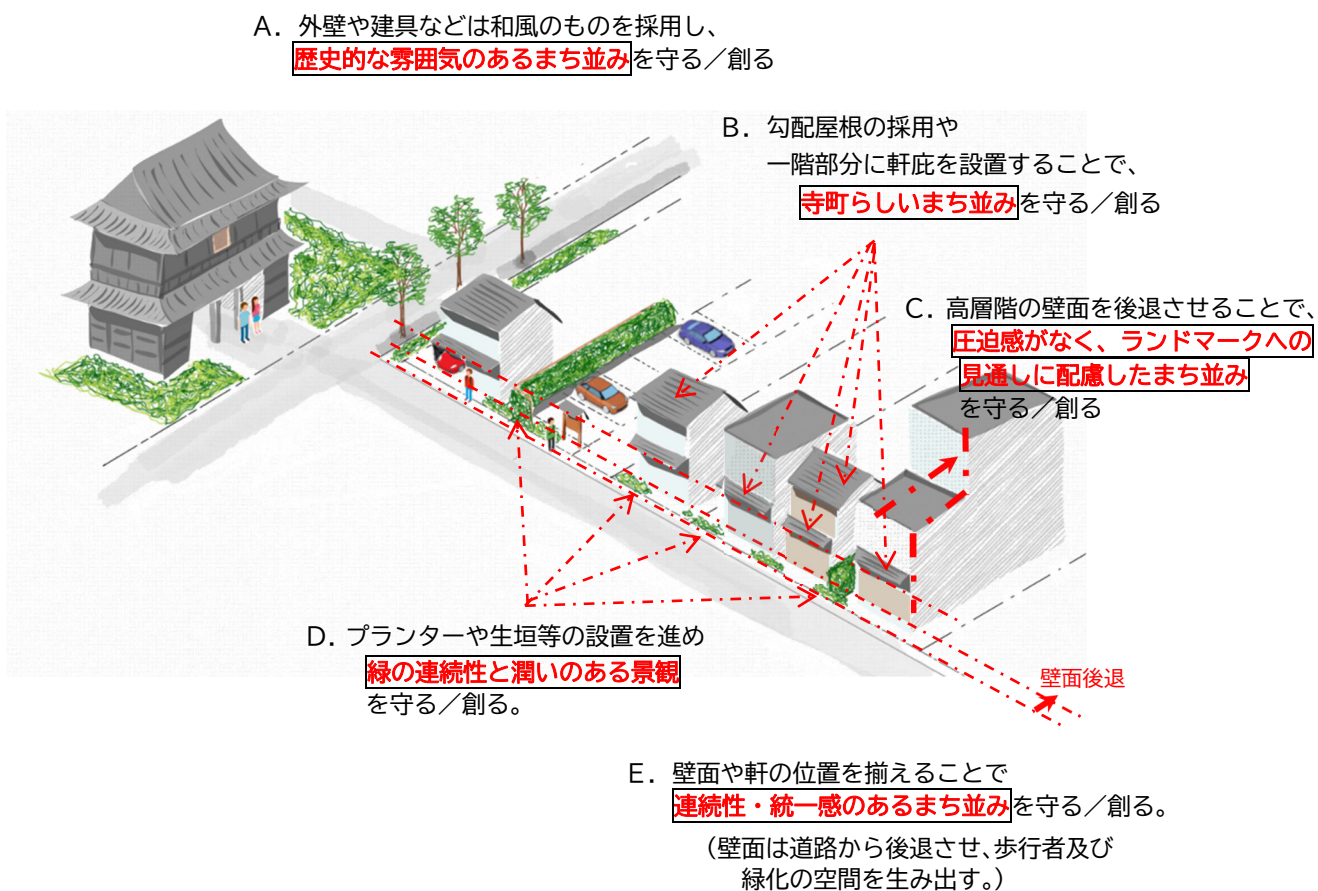 A．外壁や建具などは和風のものを採用し、
歴史的な雰囲気のあるまち並みを守る／創る
B．勾配屋根の採用や
一階部分に軒庇を設置することで、
寺町らしいまち並みを守る／創る
C．高層階の壁面を後退させることで、
圧迫感がなく、ランドマークへの
見通しに配慮したまち並み
を守る／創る
D．プランターや生垣等の設置を進め
緑の連続性と潤いのある景観
を守る／創る。
壁面後退
E．壁面や軒の位置を揃えることで
連続性・統一感のあるまち並みを守る／創る。
（壁面は道路から後退させ、歩行者及び
緑化の空間を生み出す。）